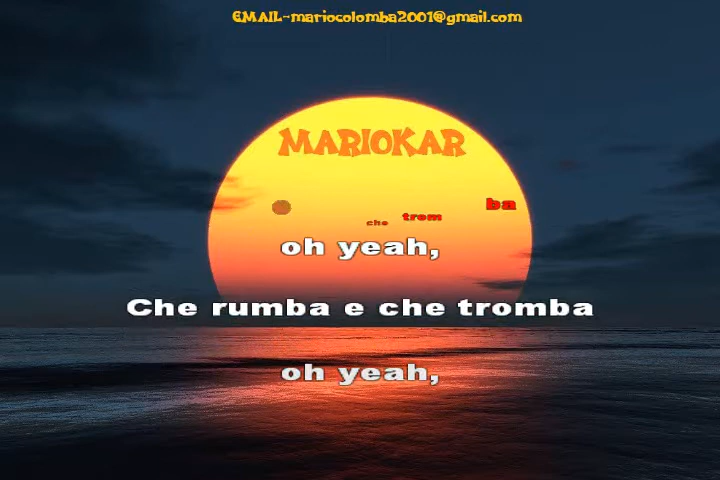 EMAIL-mariocolomba2001@gmail.com
MARIOKAR
che trom ba
oh yeah,
Che rumba e che tromba
oh yeah,